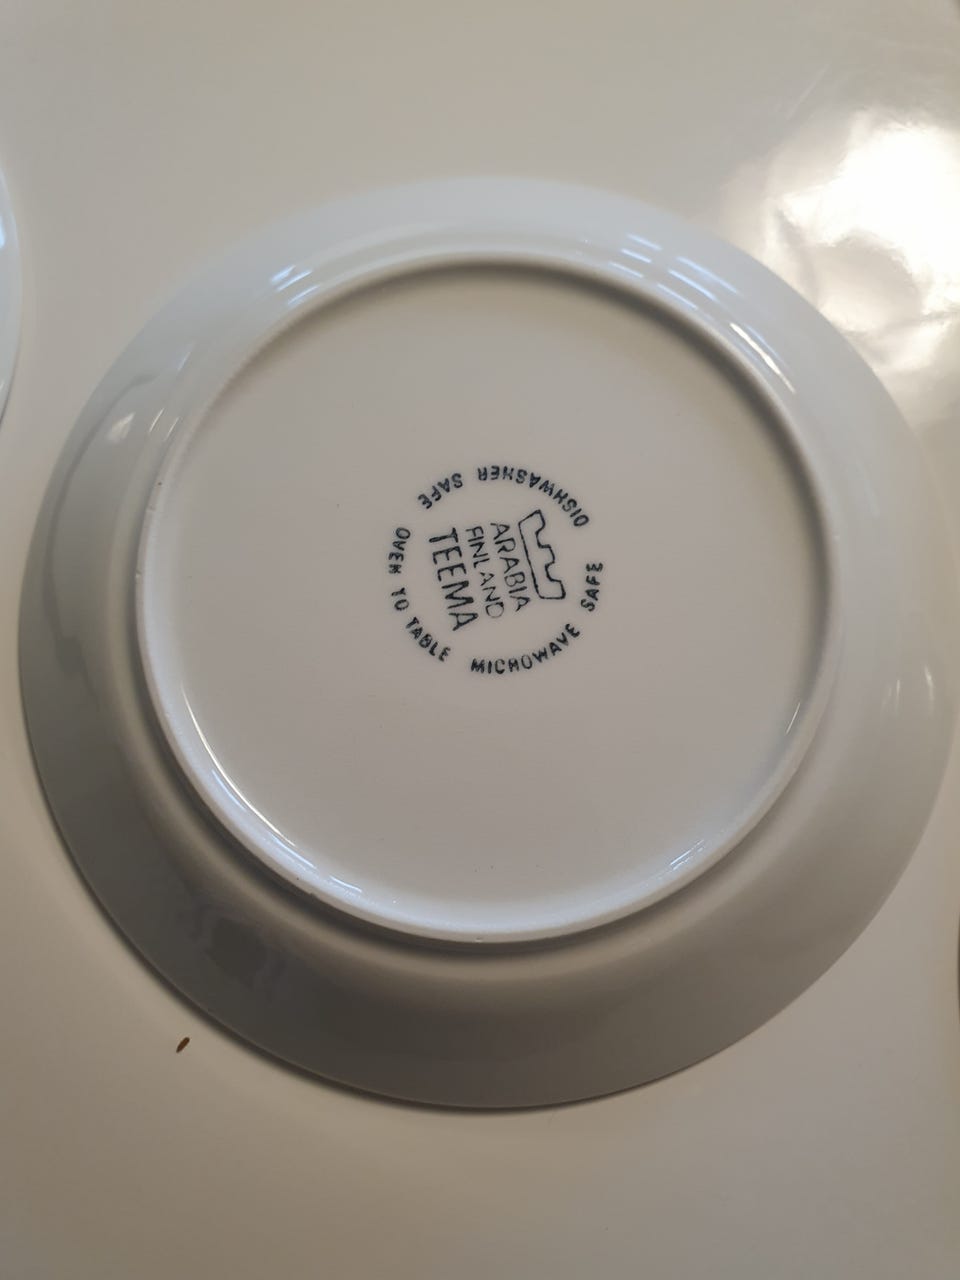 ARABIA
FINLAND
TEEMA
DISHWASHER SAFE
MICROWAVE SAFE
OVEN TO TABLE